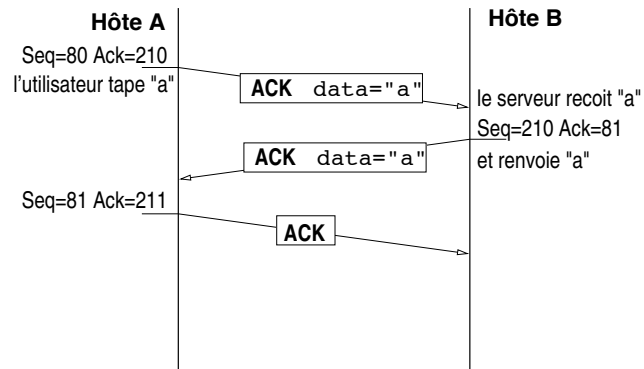 Hôte A
Hôte B
Seq=80 Ack=210
l'utilisateur tape "a"
ACK data="a"
le serveur recoit "a"
Seq=210 Ack=81
et renvoie "a"
ACK data="a"
Seq=81 Ack=211
ACK